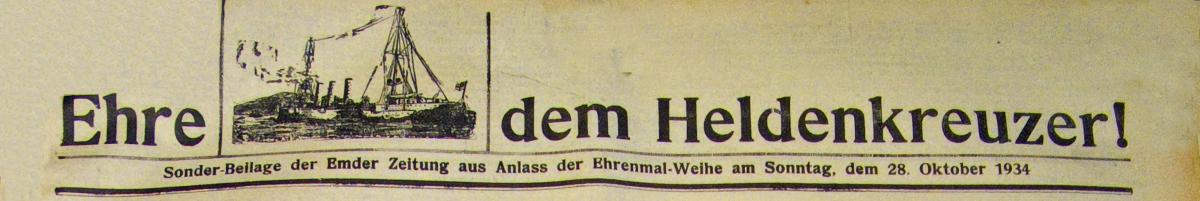 Ehre dem Heldenkreuzer!
Sonder-Beilage der Emder Zeitung aus Anlass der Ehrenmal-Weihe am Sonntag, dem 28. Oktober 1934